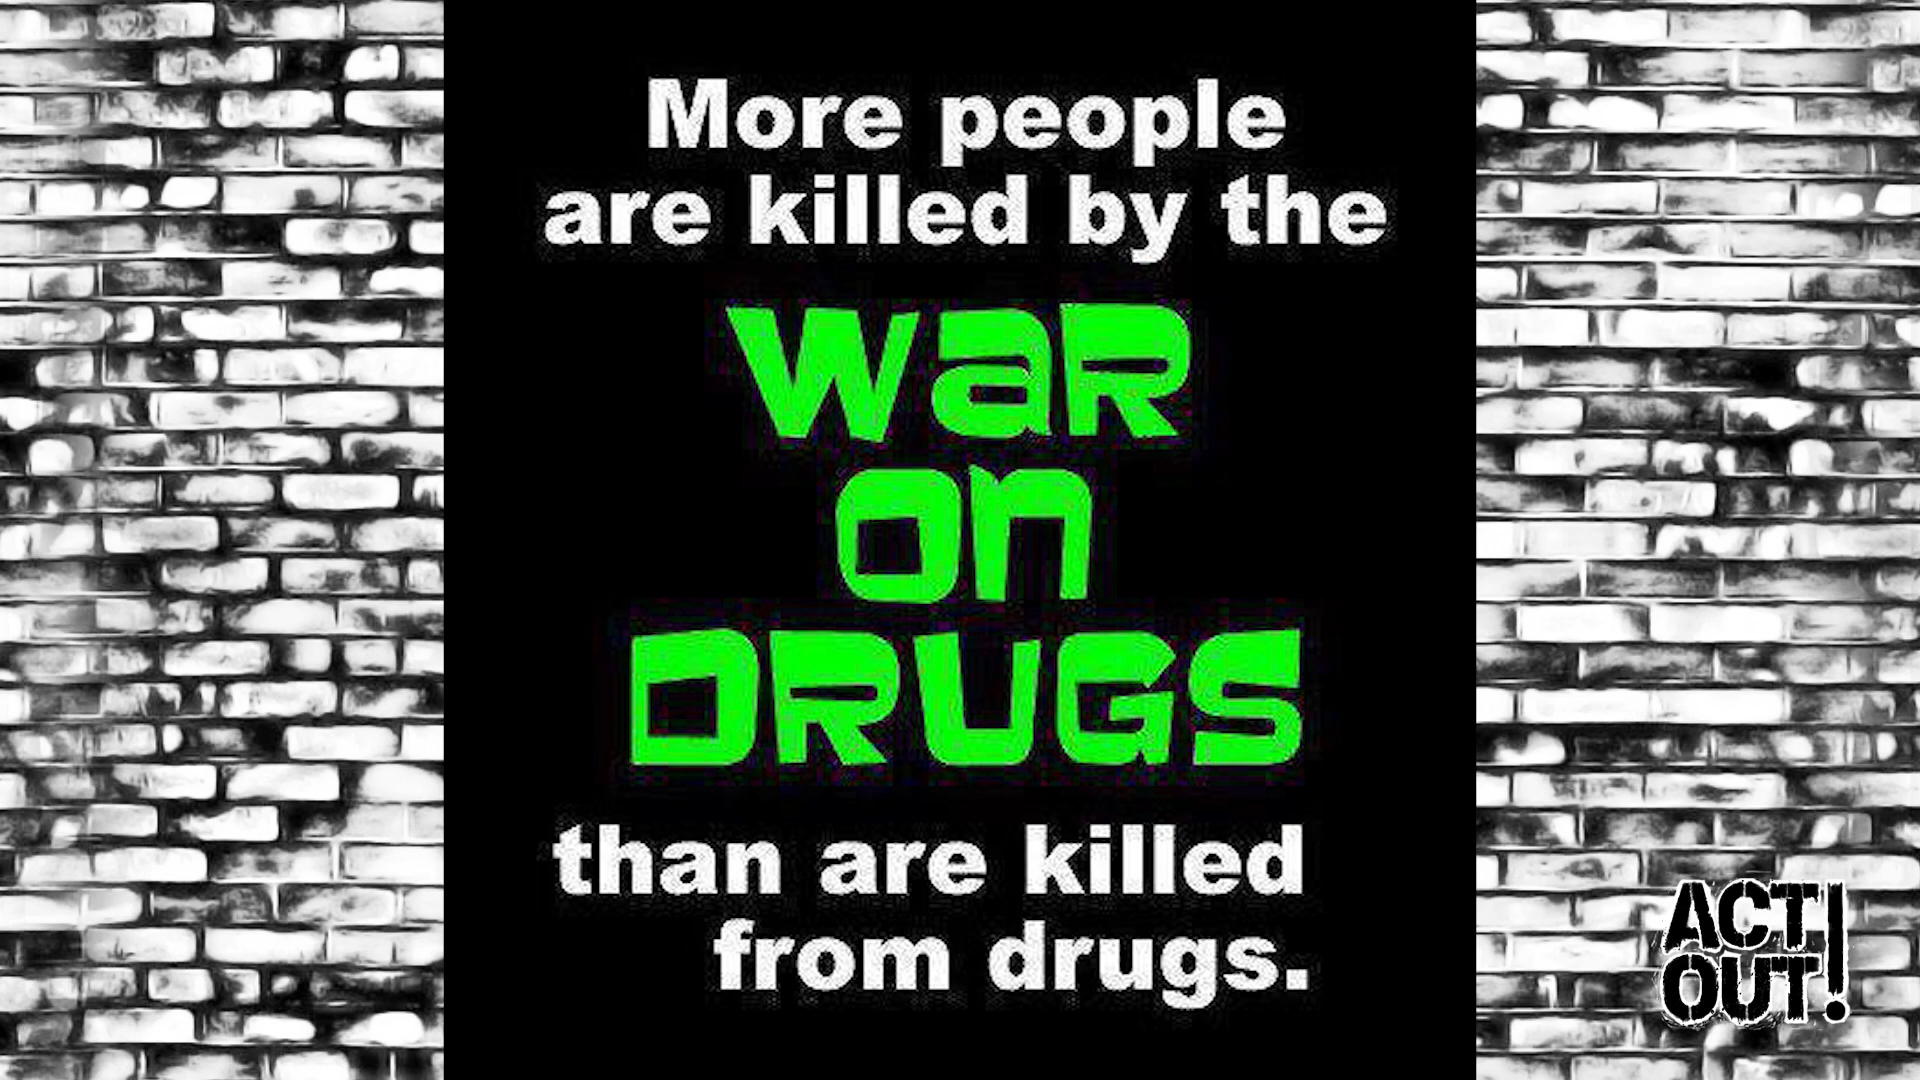 More people
are killed by the
WaR
on
DRUGS
than are killed
from drugs.
ACT
OUT!